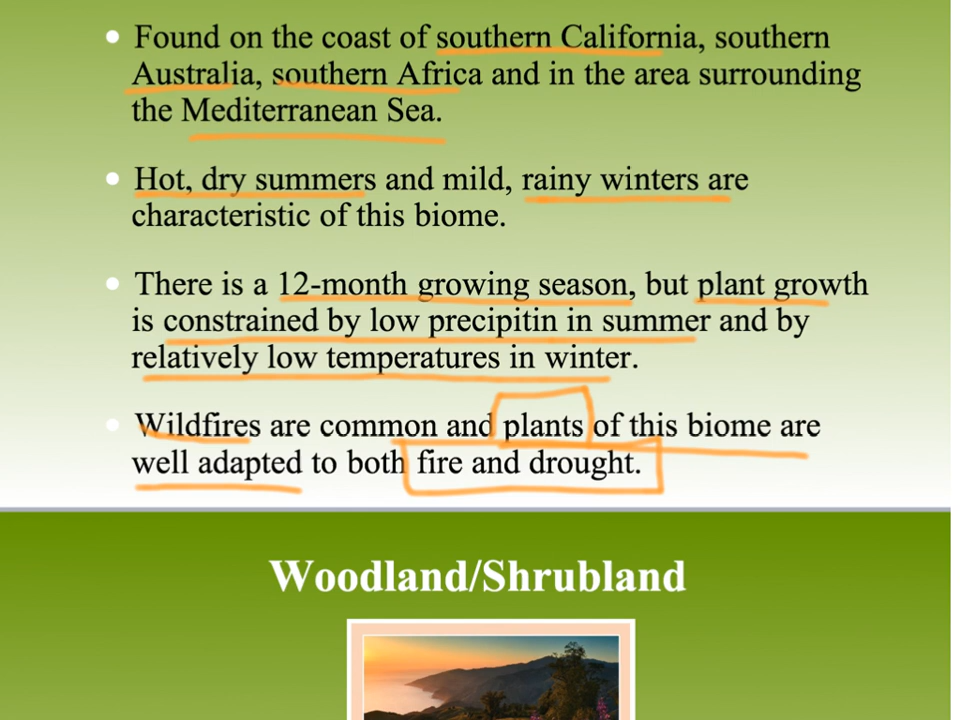 Found on the coast of southern California, southern
Australia, southern Africa and in the area surrounding
the Mediterranean Sea.
Hot, dry summers and mild, rainy winters are
characteristic of this biome.
There is a 12-month growing season, but plant growth
is constrained by low precipitin in summer and by
relatively low temperatures in winter.
Wildfires are common and plants of this biome are
well adapted to both fire and drought.
Woodland/Shrubland